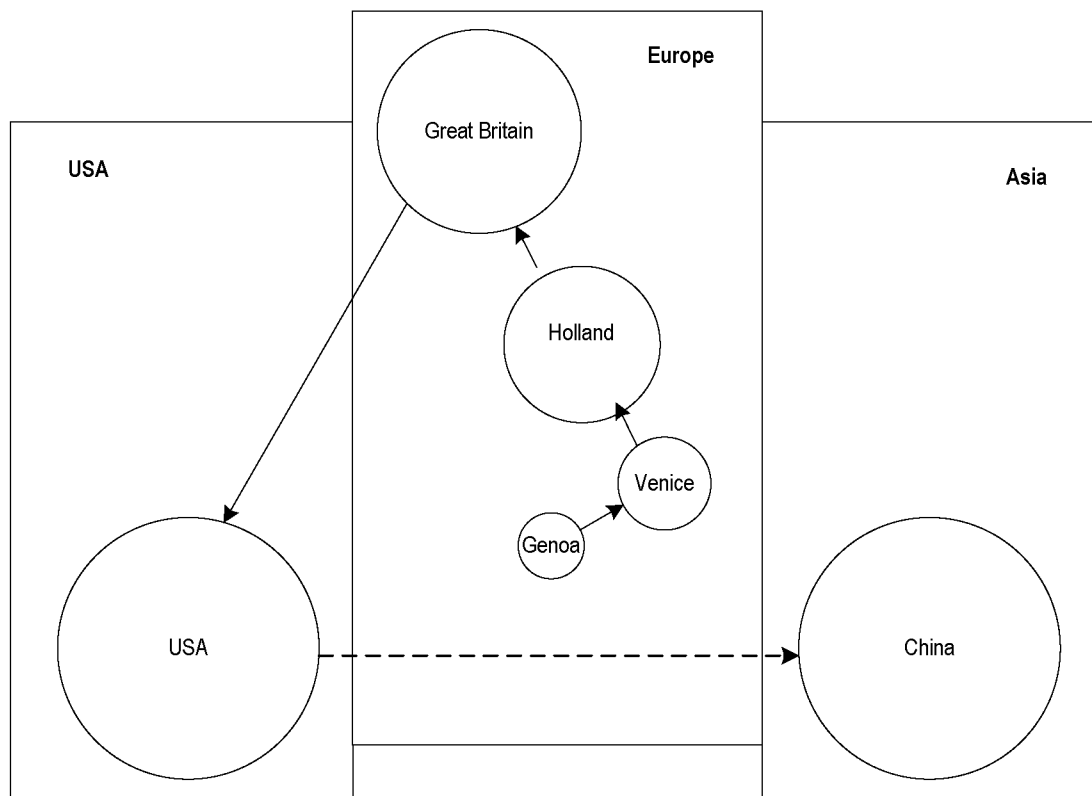 Europe
Great Britain
USA
Asia
Holland
Venice
Genoa
USA
China